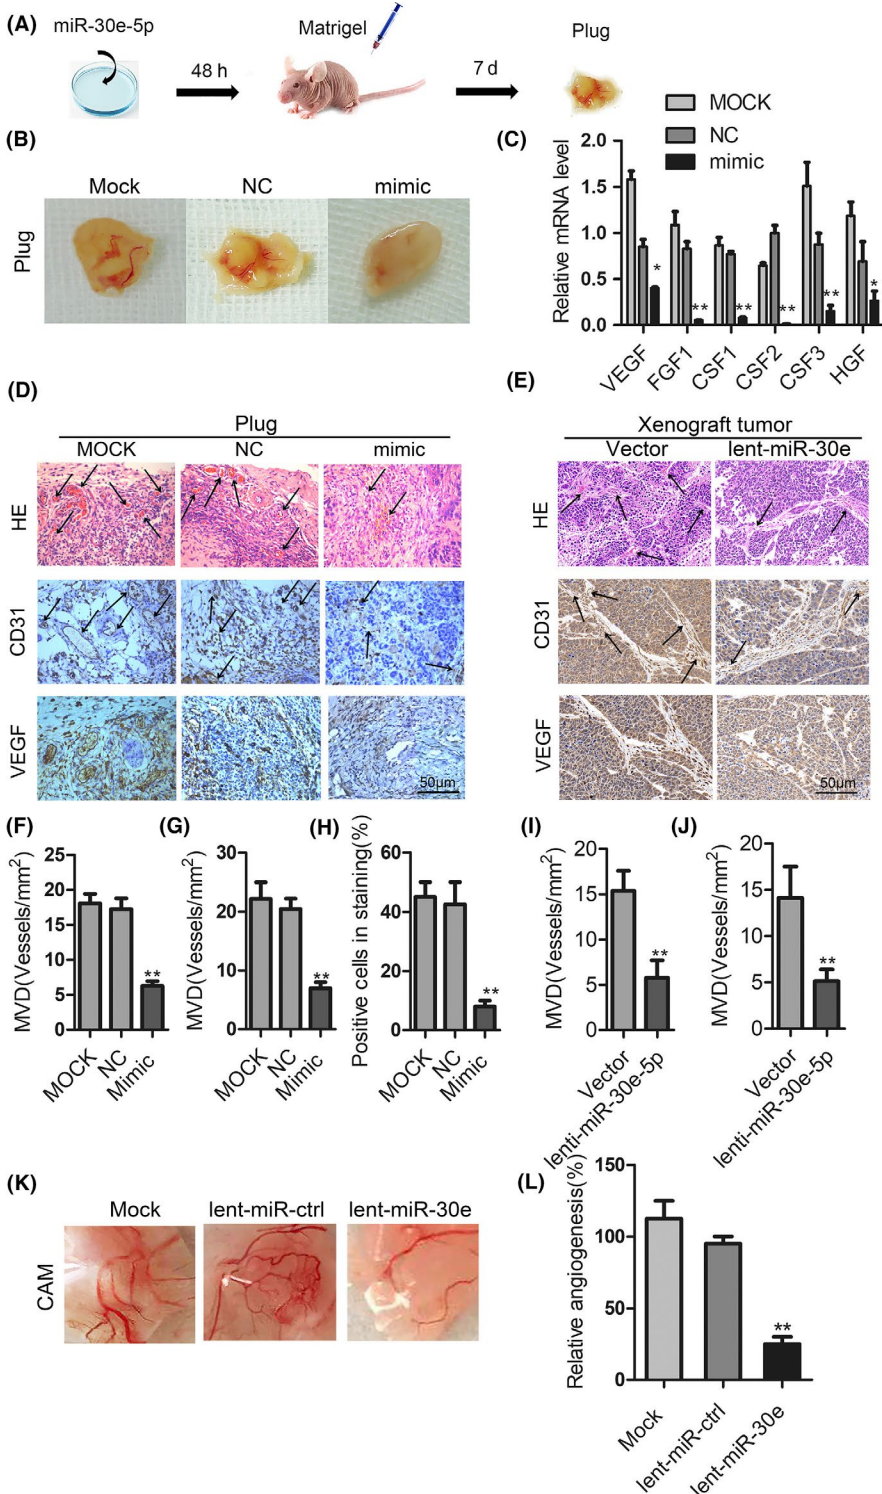 (A)
miR-30e-5p
Matrigel
Plug
48 h
7 d
(B)
Mock NC mimic
Plug
(C)
MOCK
NC
mimic
Relative mRNA level
2.0
1.5
1.0
0.5
0.0
* ** ** ** ** *
VEGF FGF1 CSF1 CSF2 CSF3 HGF
(D)
Plug
MOCK NC mimic
HE
CD31
VEGF
50μm
(E)
Xenograft tumor
Vector lent-miR-30e
HE
CD31
VEGF
50μm
(F)
MVD(Vessels/mm2)
25
20
15
10
5
0
**
MOCK NC Mimic
(G)
MVD(Vessels/mm2)
30
20
10
0
**
MOCK NC Mimic
(H)
Positive cells in staining(%)
60
40
20
0
**
MOCK NC Mimic
(I)
MVD(Vessels/mm2)
20
15
10
5
0
**
Vector lenti-miR-30e-5p
(J)
MVD(Vessels/mm2)
20
15
10
5
0
**
Vector lenti-miR-30e-5p
(K)
Mock lent-miR-ctrl lent-miR-30e
CAM
(L)
Relative angiogenesis(%)
150
100
50
0
**
Mock lent-miR-ctrl lent-miR-30e